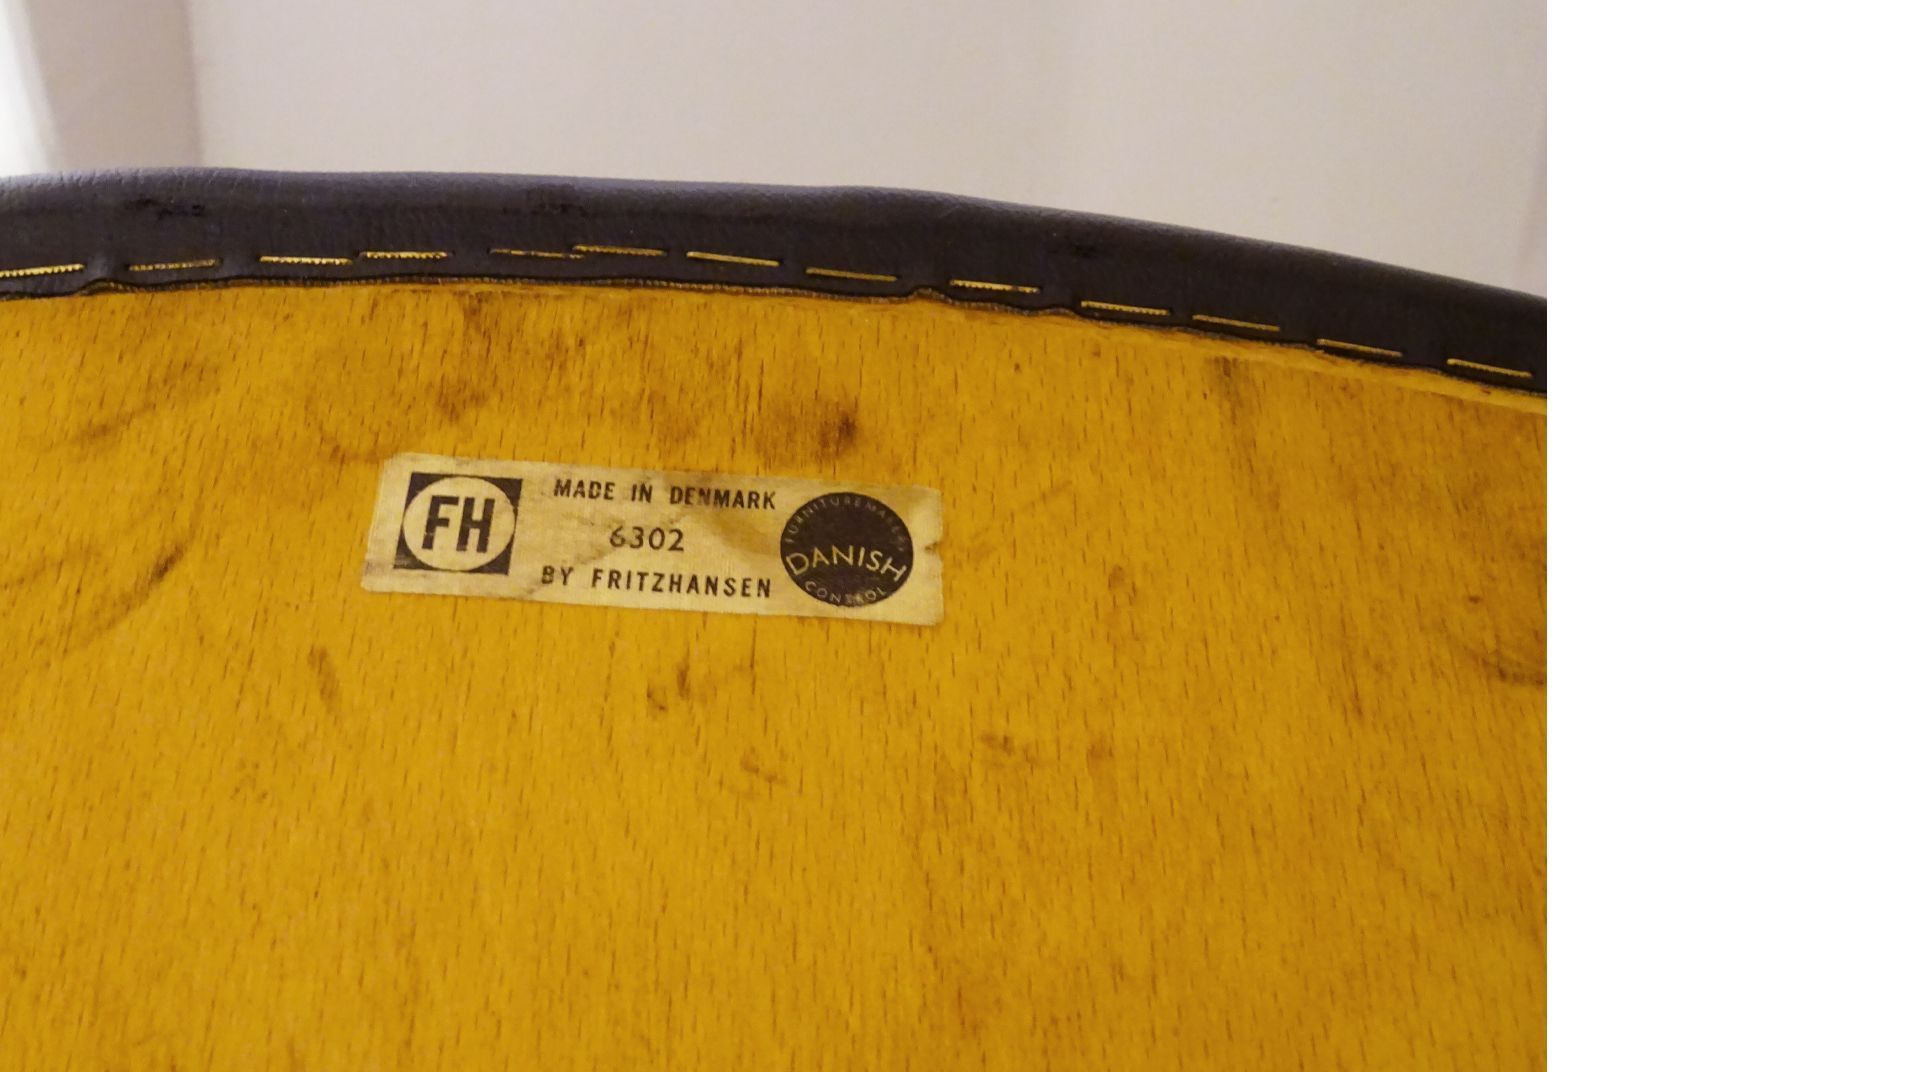 FH
MADE IN DENMARK
6302
BY FRITZHANSEN
FURNITUREMAKERS
DANISH
CONTROL